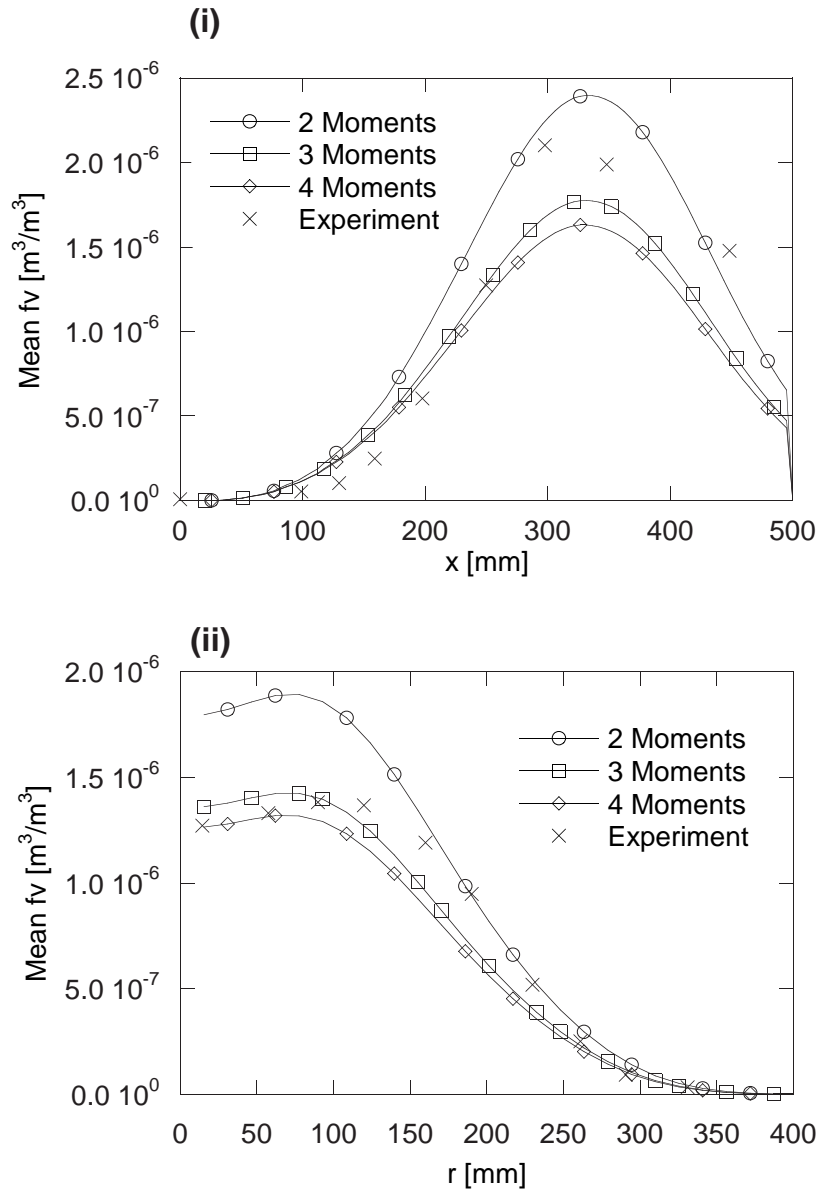 (i)
2.5 10⁻⁶
2.0 10⁻⁶
1.5 10⁻⁶
1.0 10⁻⁶
5.0 10⁻⁷
0.0 10⁰
Mean fv [m³/m³]
2 Moments
3 Moments
4 Moments
Experiment
0 100 200 300 400 500
x [mm]
(ii)
2.0 10⁻⁶
1.5 10⁻⁶
1.0 10⁻⁶
5.0 10⁻⁷
0.0 10⁰
Mean fv [m³/m³]
2 Moments
3 Moments
4 Moments
Experiment
0 50 100 150 200 250 300 350 400
r [mm]